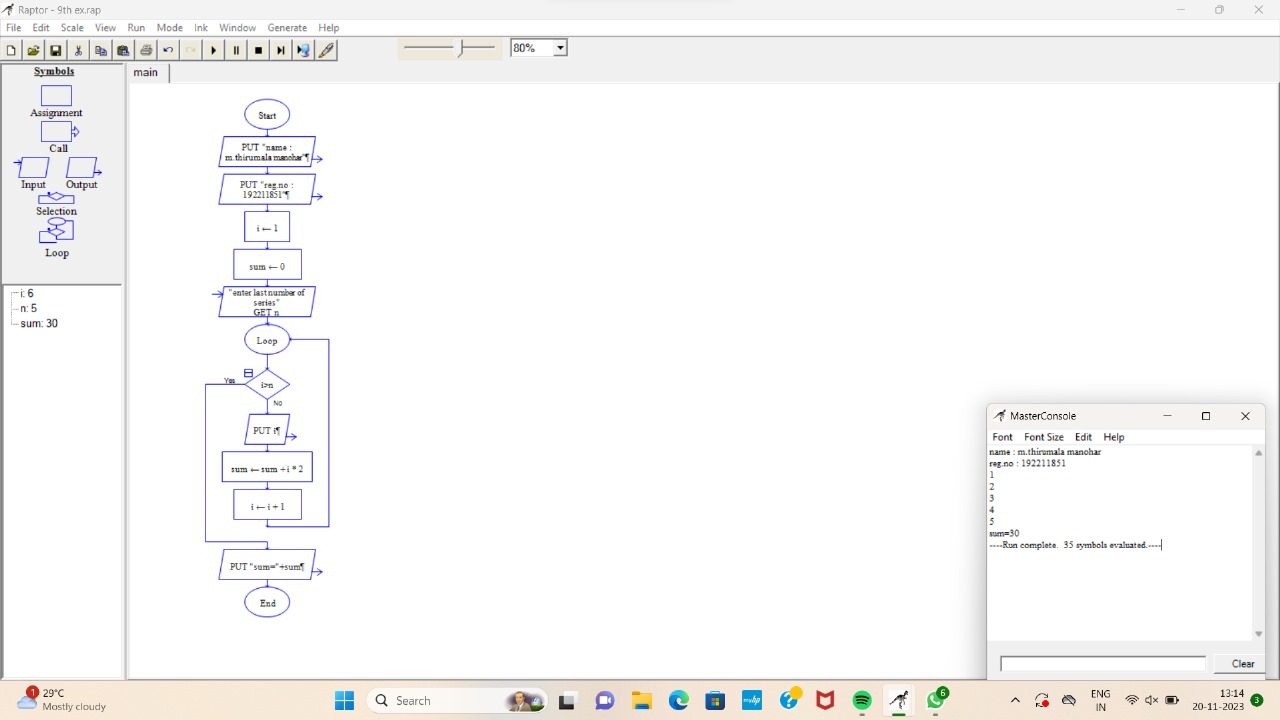 Raptor - 9th ex.rap
File Edit Scale View Run Mode Ink Window Generate Help
80%
Symbols
main
Assignment
Call
Input Output
Selection
Loop
i: 6
n: 5
sum: 30
Start
PUT "name :
m.thirumala manohar"¶
PUT "reg.no :
192211851"¶
i ← 1
sum ← 0
"enter last number of
series"
GET n
Loop
Yes
i>n
No
PUT i¶
sum ← sum + i * 2
i ← i + 1
PUT "sum="+sum¶
End
MasterConsole
Font Font Size Edit Help
name : m.thirumala manohar
reg.no : 192211851
1
2
3
4
5
sum=30
----Run complete.  35 symbols evaluated.----
Clear
1
29°C
Mostly cloudy
Search
myhp
6
ENG
IN
13:14
20-11-2023
3